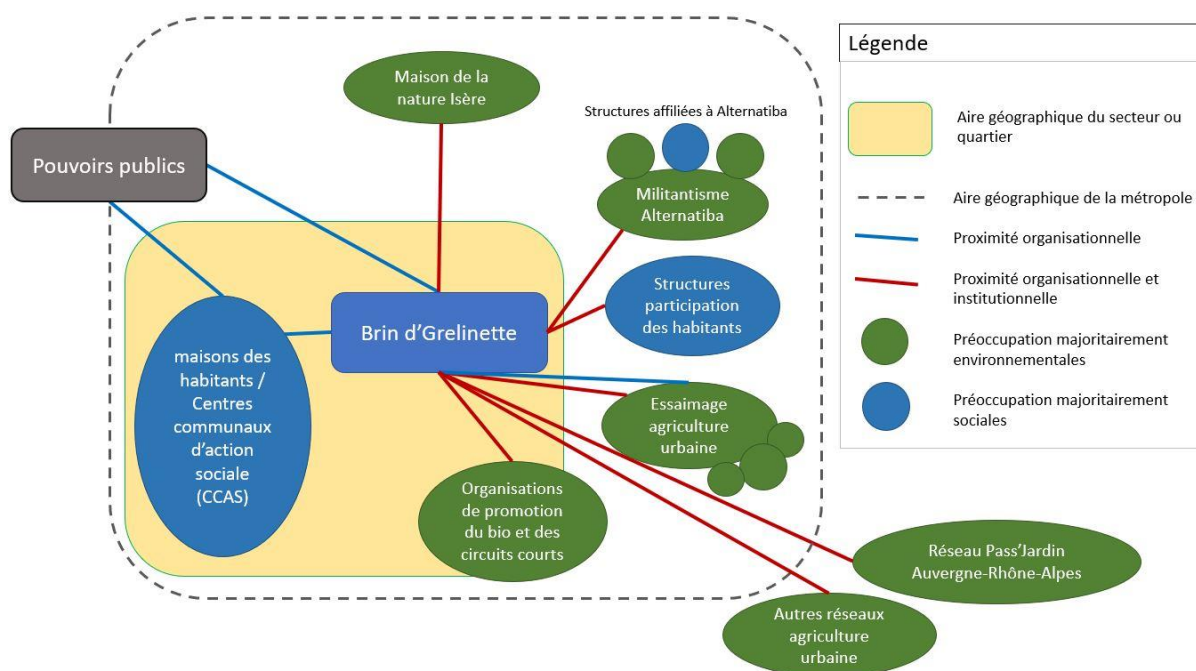 Maison de la
nature Isère
Structures affiliées à Alternatiba
Pouvoirs publics
Militantisme
Alternatiba
Brin d'Grelinette
Structures
participation
des habitants
maisons des
habitants /
Centres
communaux
d'action
sociale
(CCAS)
Essaimage
agriculture
urbaine
Organisations
de promotion
du bio et des
circuits courts
Réseau Pass'Jardin
Auvergne-Rhône-Alpes
Autres réseaux
agriculture
urbaine
Légende
Aire géographique du secteur ou
quartier
Aire géographique de la métropole
Proximité organisationnelle
Proximité organisationnelle et
institutionnelle
Préoccupation majoritairement
environnementales
Préoccupation majoritairement
sociales